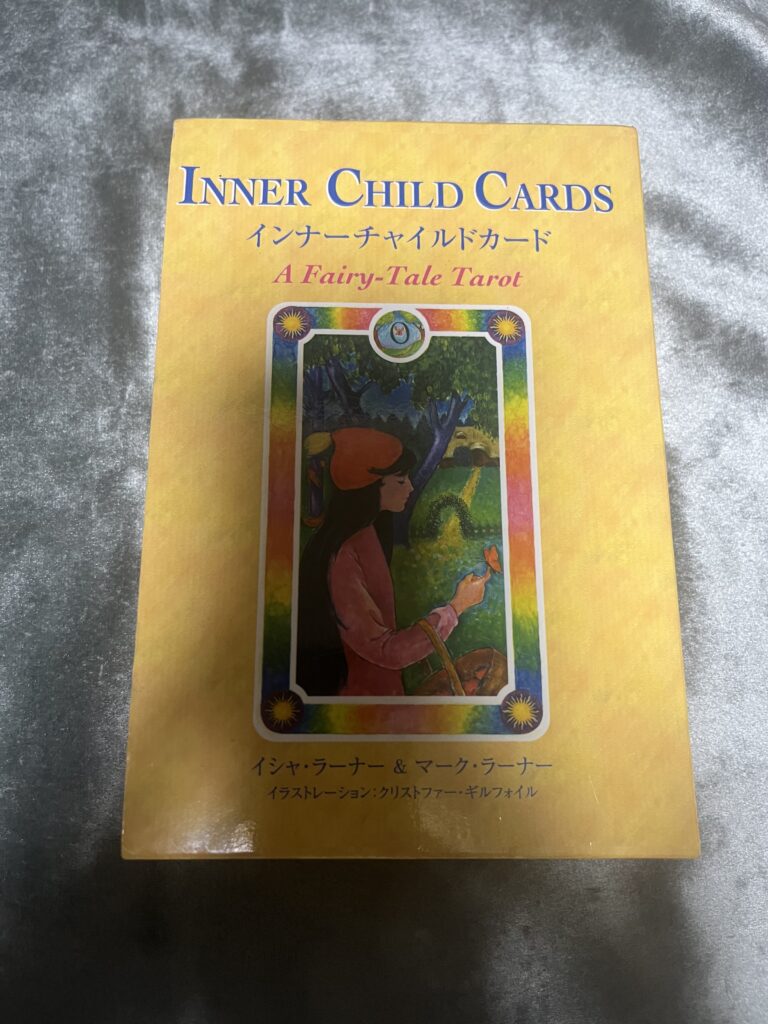 INNER CHILD CARDS
インナーチャイルドカード
A Fairy-Tale Tarot
0
イシャ・ラーナー & マーク・ラーナー
イラストレーション:クリストファー・ギルフォイル